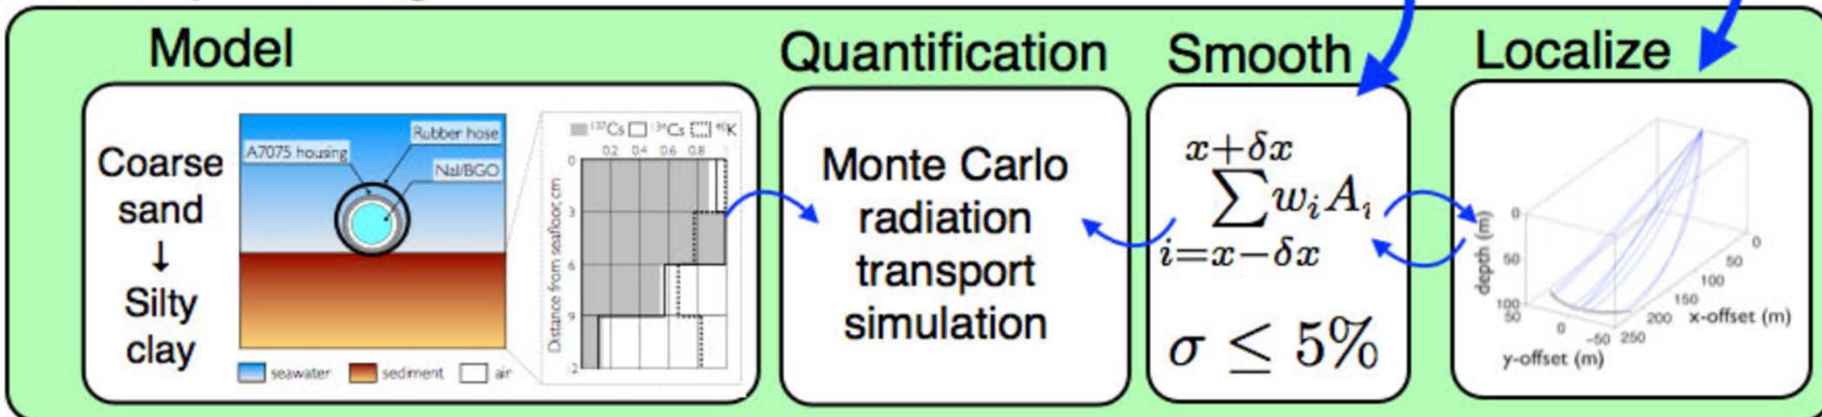 Model
Quantification
Smooth
Localize
Coarse
sand
↓
Silty
clay
Rubber hose
A7075 housing
NaI/BGO
seawater
sediment
air
¹³⁷Cs ¹³⁴Cs ⁴⁰K
0.2 0.4 0.6 0.8 1
Distance from seafloor, cm
0
3
6
9
Monte Carlo
radiation
transport
simulation
x+δx
∑wᵢAᵢ
i=x−δx
σ ≤ 5%
depth (m)
0
50
100
50
0
−50
y-offset (m)
250
200
150
100
50
0
x-offset (m)